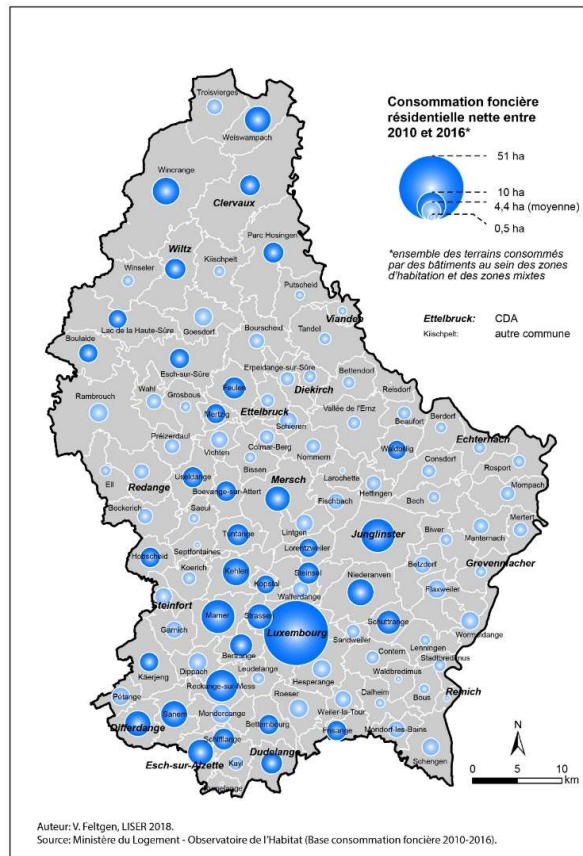 Consommation foncière
résidentielle nette entre
2010 et 2016*
51 ha
10 ha
4,4 ha (moyenne)
0,5 ha
*ensemble des terrains consommés
par des bâtiments au sein des zones
d'habitation et des zones mixtes
Ettelbruck: CDA
Kiischpelt: autre commune
Troisvierges
Weiswampach
Wincrange
Clervaux
Wiltz
Parc Hosingen
Winseler
Kiischpelt
Putscheid
Vianden
Lac de la Haute-Sûre
Goesdorf
Bourscheid
Tandel
Boulaide
Esch-sur-Sûre
Erpeldange-sur-Sûre
Bettendorf
Diekirch
Reisdorf
Rambrouch
Wahl
Feulen
Grosbous
Mertzig
Ettelbruck
Vallée de l'Ernz
Beaufort
Berdorf
Schieren
Préizerdaul
Vichten
Colmar-Berg
Nommern
Waldbillig
Echternach
Consdorf
Rosport
Bissen
Ell
Redange
Useldange
Mersch
Larochette
Heffingen
Mompach
Boevange-sur-Attert
Fischbach
Bech
Beckerich
Saeul
Lintgen
Junglinster
Biwer
Mertert
Manternach
Tuntange
Lorentzweiler
Hobscheid
Septfontaines
Koerich
Kehlen
Steinsel
Kopstal
Niederanven
Betzdorf
Grevenmacher
Flaxweiler
Walferdange
Steinfort
Mamer
Strassen
Luxembourg
Schuttrange
Wormeldange
Garnich
Sandweiler
Lenningen
Contern
Stadtbredimus
Bertrange
Käerjeng
Dippach
Leudelange
Hesperange
Waldbredimus
Reckange-sur-Mess
Roeser
Dalheim
Bous
Remich
Pétange
Weiler-la-Tour
Sanem
Mondercange
Differdange
Bettembourg
Frisange
Mondorf-les-Bains
Schifflange
Schengen
Esch-sur-Alzette
Kayl
Dudelange
Rumelange
N
0 5 10
km
Auteur: V. Feltgen, LISER 2018.
Source: Ministère du Logement - Observatoire de l'Habitat (Base consommation foncière 2010-2016).